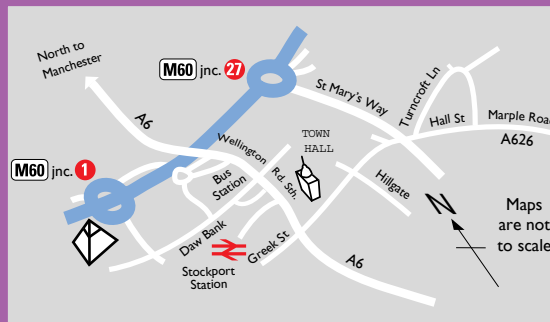 North to
Manchester
M60 jnc. 27
A6
St Mary's Way
Turncroft Ln
Hall St
Marple Road
A626
Wellington
Rd. Sth.
TOWN
HALL
M60 jnc. 1
Bus
Station
Hillgate
N
Maps
are not
to scale
Daw Bank
Greek St
Stockport
Station
A6